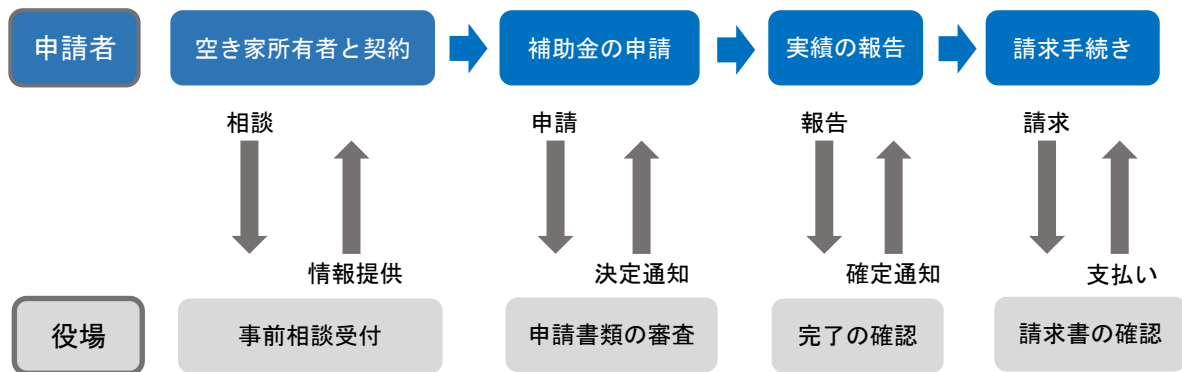 申請者
空き家所有者と契約
補助金の申請
実績の報告
請求手続き
相談
申請
報告
請求
情報提供
決定通知
確定通知
支払い
役場
事前相談受付
申請書類の審査
完了の確認
請求書の確認